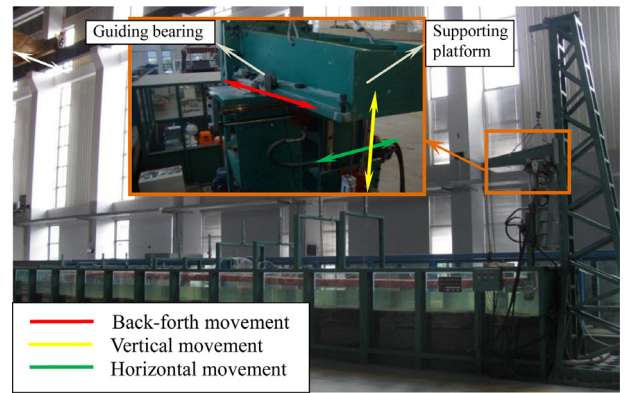 Guiding bearing
Supporting
platform
Back-forth movement
Vertical movement
Horizontal movement